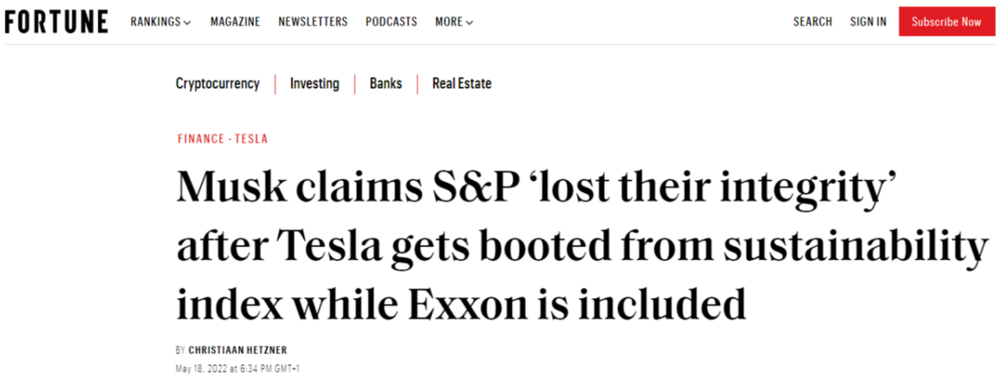 FORTUNE RANKINGS MAGAZINE NEWSLETTERS PODCASTS MORE SEARCH SIGN IN Subscribe Now
Cryptocurrency | Investing | Banks | Real Estate
FINANCE · TESLA
Musk claims S&P ‘lost their integrity’
after Tesla gets booted from sustainability
index while Exxon is included
BY CHRISTIAAN HETZNER
May 18, 2022 at 6:34 PM GMT+1